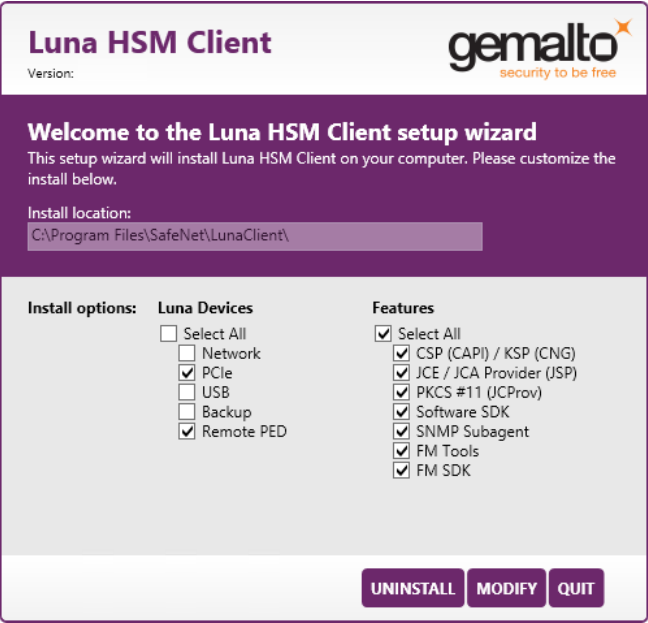 Luna HSM Client
Version:
gemalto
security to be free
Welcome to the Luna HSM Client setup wizard
This setup wizard will install Luna HSM Client on your computer. Please customize the
install below.
Install location:
C:\Program Files\SafeNet\LunaClient\
Install options:
Luna Devices
Select All
Network
PCIe
USB
Backup
Remote PED
Features
Select All
CSP (CAPI) / KSP (CNG)
JCE / JCA Provider (JSP)
PKCS #11 (JCProv)
Software SDK
SNMP Subagent
FM Tools
FM SDK
UNINSTALL
MODIFY
QUIT